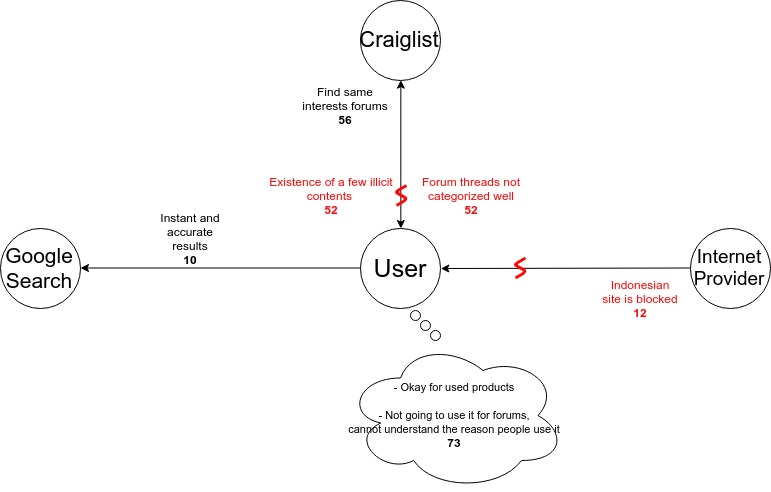 Craiglist
Find same
interests forums
56
Existence of a few illicit
contents
52
Forum threads not
categorized well
52
Instant and
accurate
results
10
Google
Search
User
Internet
Provider
Indonesian
site is blocked
12
- Okay for used products
- Not going to use it for forums,
cannot understand the reason people use it
73